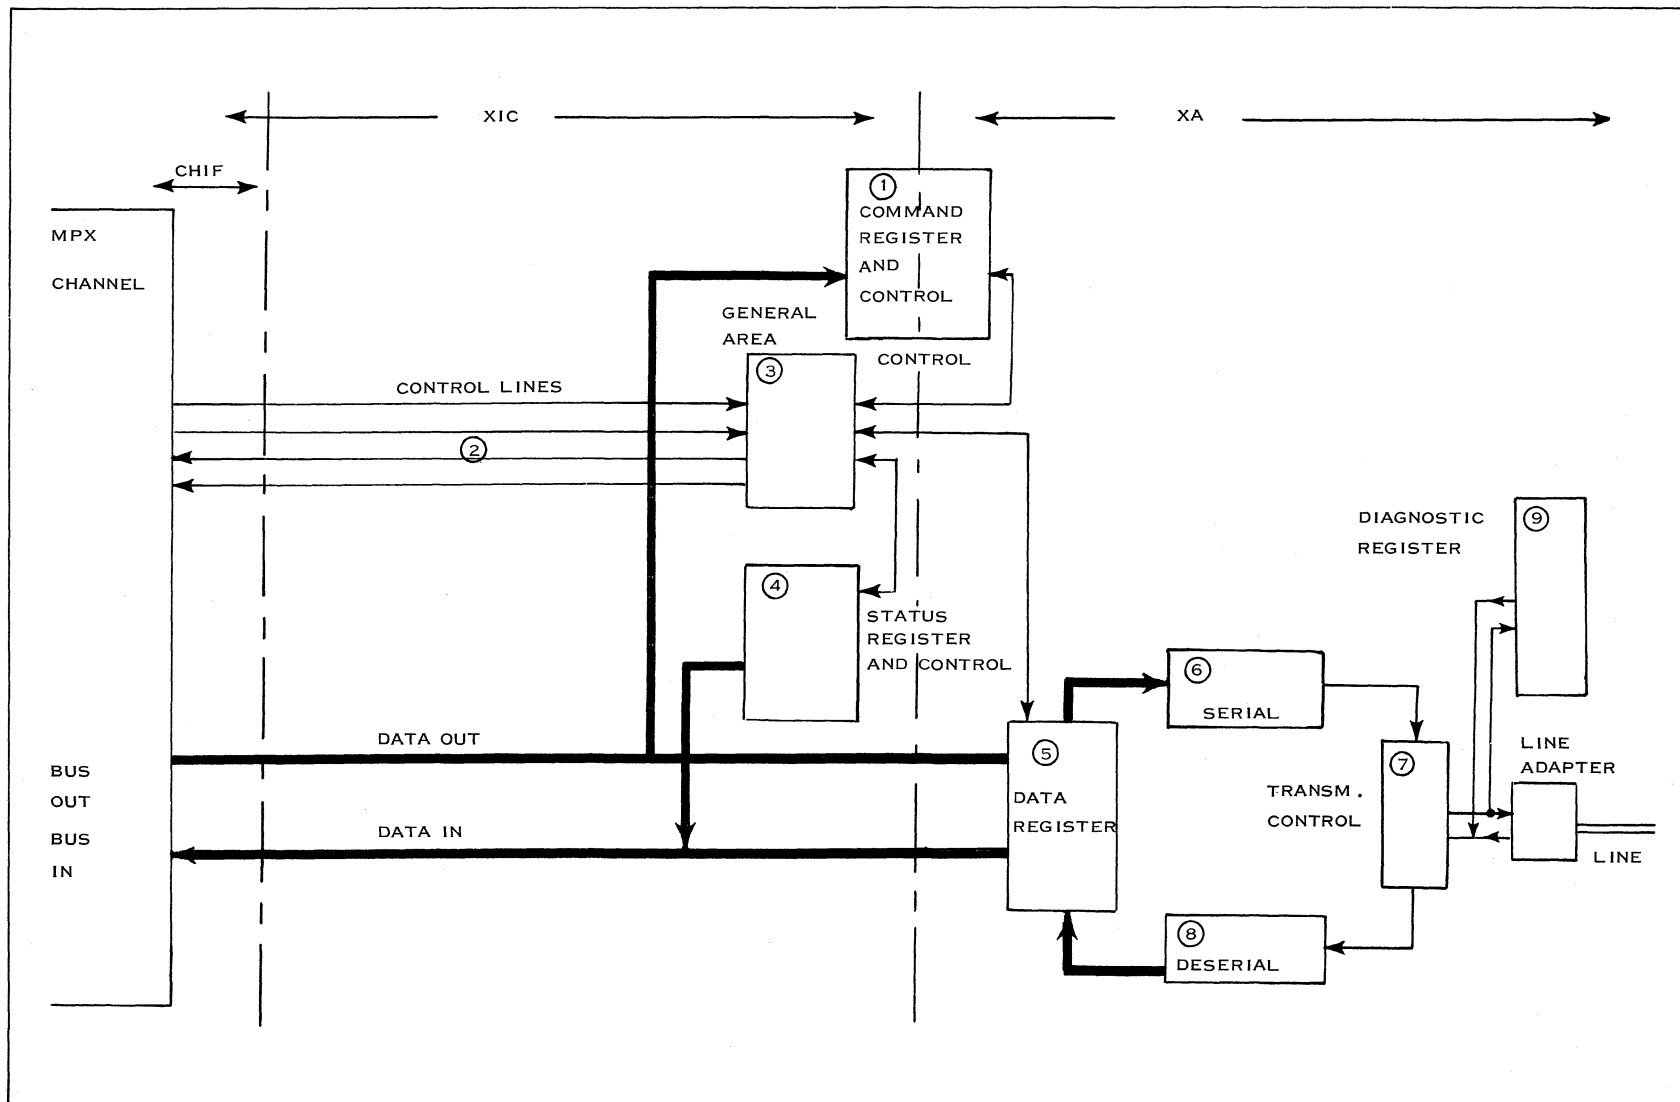 XIC
XA
CHIF
MPX
CHANNEL
1
COMMAND
REGISTER
AND
CONTROL
GENERAL
AREA
3
CONTROL
CONTROL LINES
2
4
STATUS
REGISTER
AND CONTROL
DIAGNOSTIC
REGISTER
9
6
SERIAL
DATA OUT
5
DATA
REGISTER
7
TRANSM.
CONTROL
LINE
ADAPTER
LINE
BUS
OUT
BUS
IN
DATA IN
8
DESERIAL